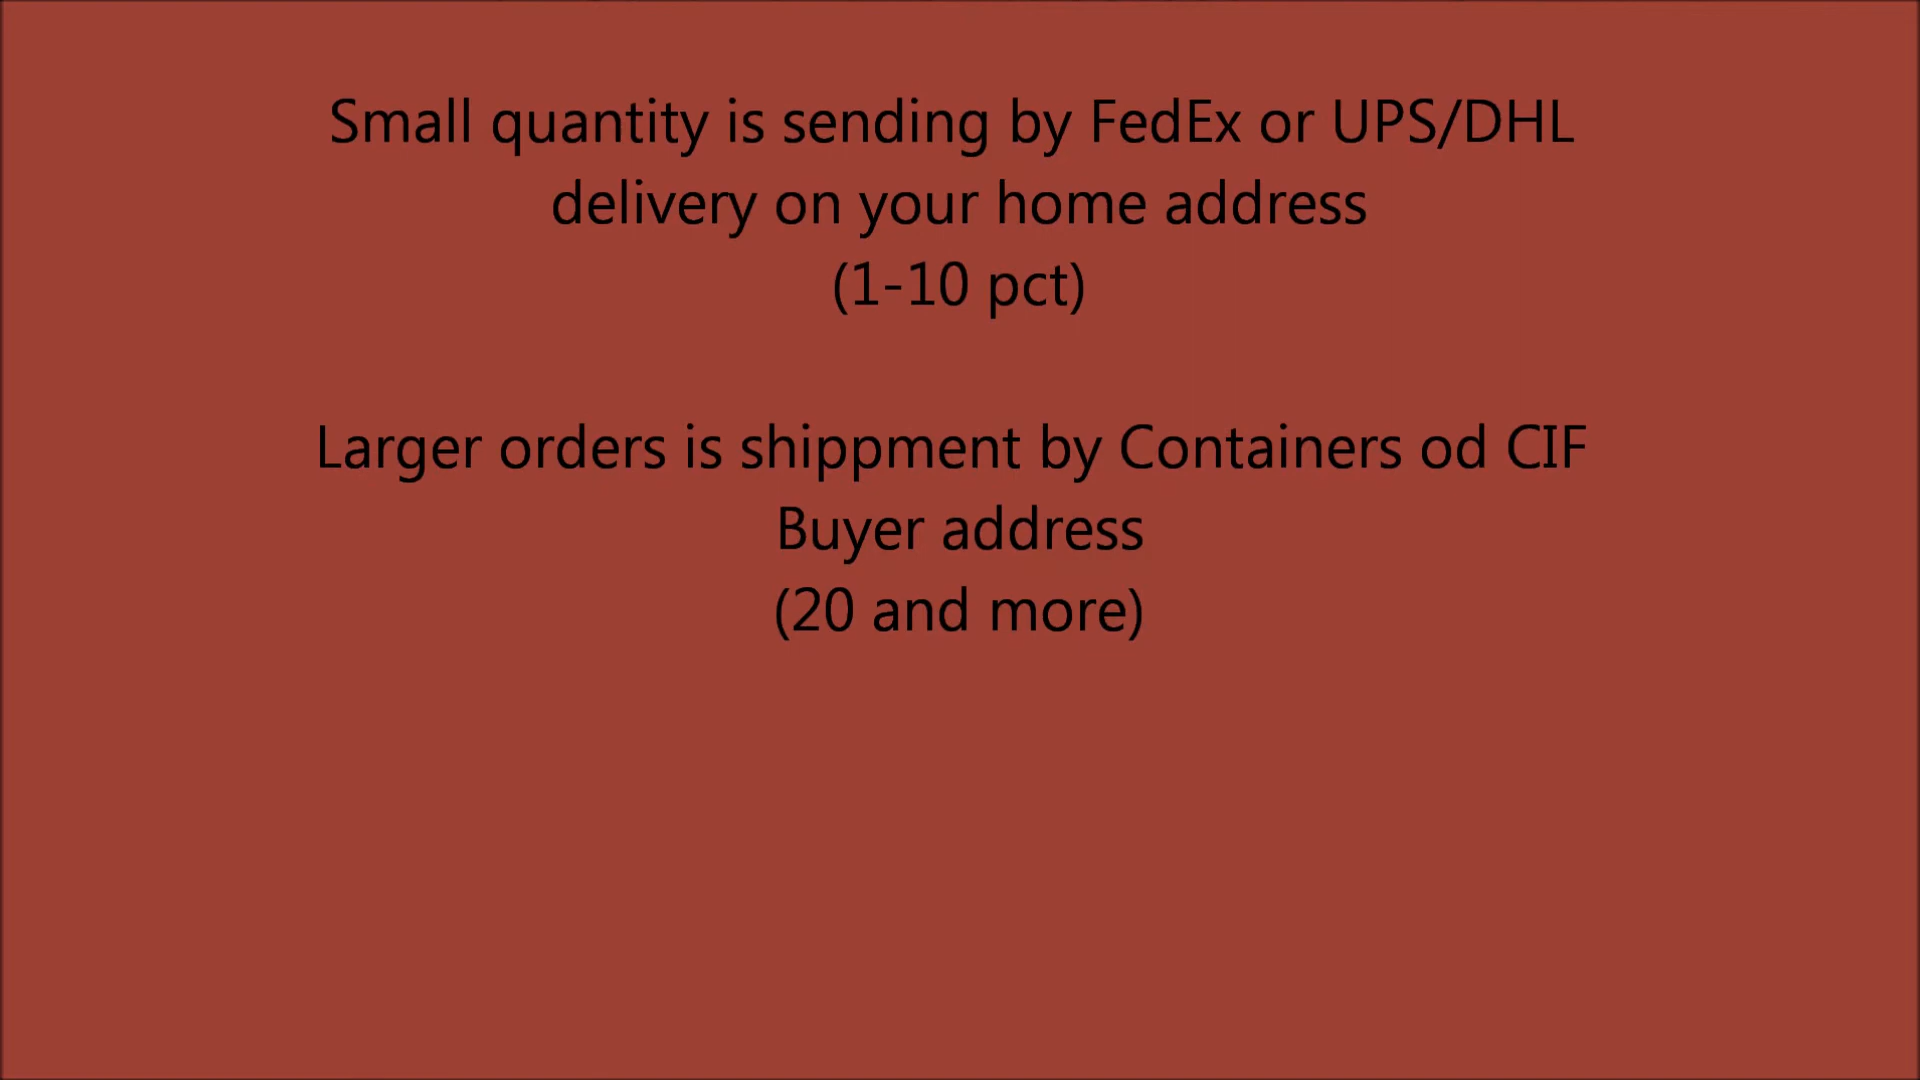 Small quantity is sending by FedEx or UPS/DHL
delivery on your home address
(1-10 pct)
Larger orders is shippment by Containers od CIF
Buyer address
(20 and more)